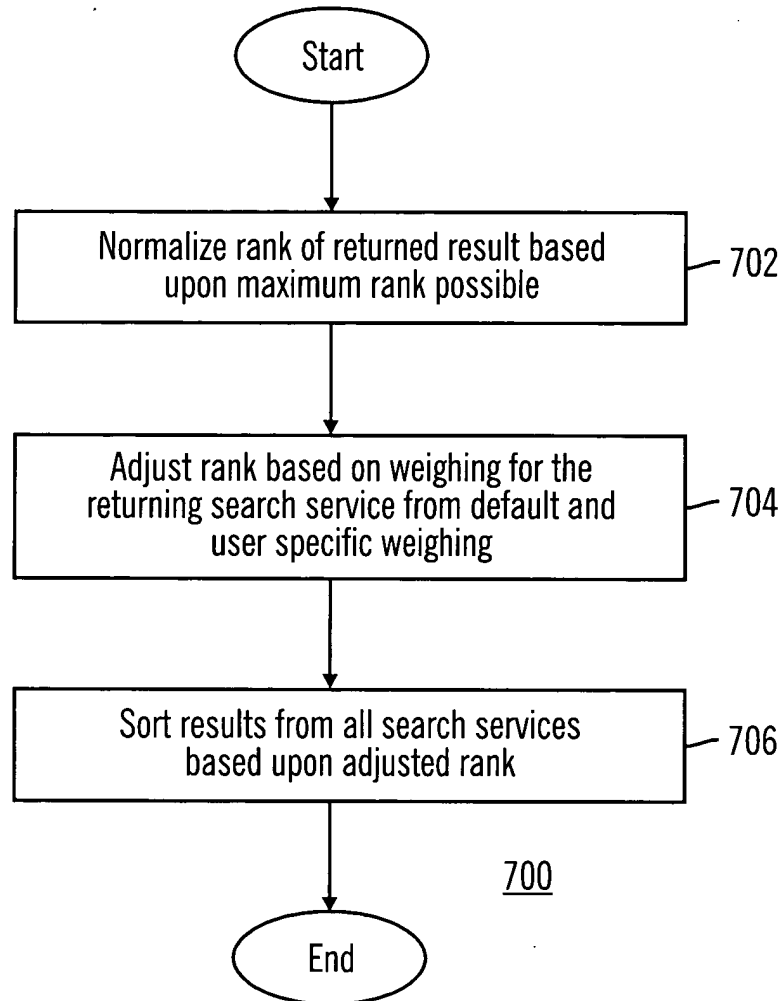 Start
Normalize rank of returned result based
upon maximum rank possible
702
Adjust rank based on weighing for the
returning search service from default and
user specific weighing
704
Sort results from all search services
based upon adjusted rank
706
700
End